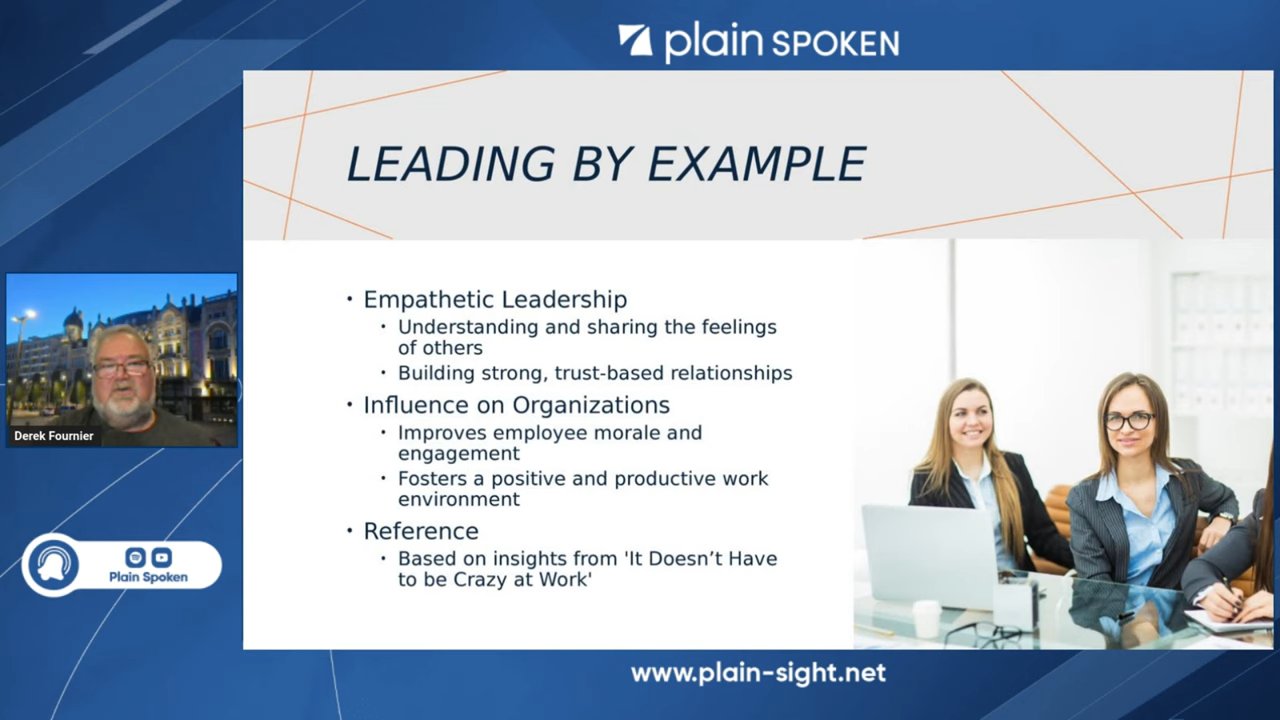 plain SPOKEN
LEADING BY EXAMPLE
• Empathetic Leadership
• Understanding and sharing the feelings
of others
• Building strong, trust-based relationships
• Influence on Organizations
• Improves employee morale and
engagement
• Fosters a positive and productive work
environment
• Reference
• Based on insights from 'It Doesn’t Have
to be Crazy at Work'
Derek Fournier
Plain Spoken
www.plain-sight.net